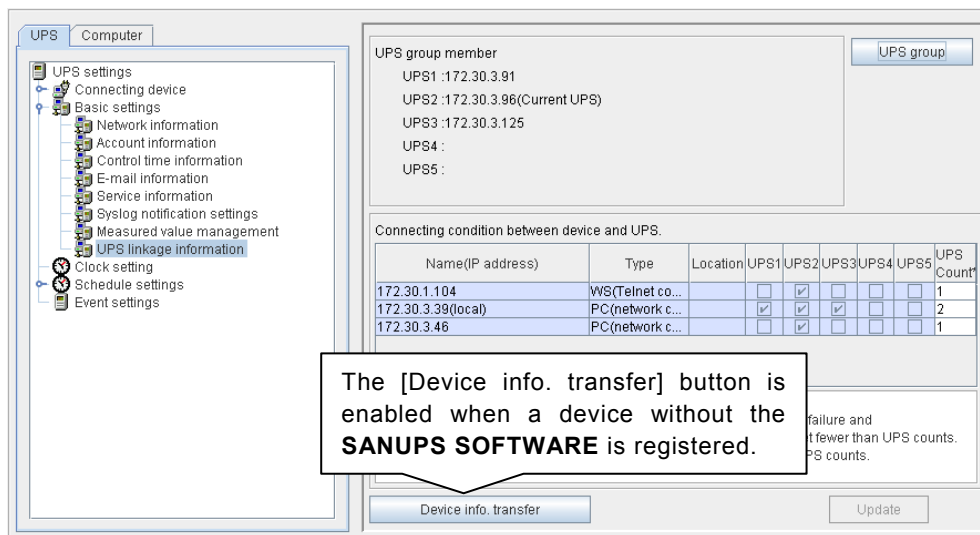 UPS Computer
UPS settings
Connecting device
Basic settings
Network information
Account information
Control time information
E-mail information
Service information
Syslog notification settings
Measured value management
UPS linkage information
Clock setting
Schedule settings
Event settings
UPS group member
UPS1 :172.30.3.91
UPS2 :172.30.3.96(Current UPS)
UPS3 :172.30.3.125
UPS4 :
UPS5 :
UPS group
Connecting condition between device and UPS.
Name(IP address) Type Location UPS1 UPS2 UPS3 UPS4 UPS5 UPS Count*
172.30.1.104 WS(Telnet co... 1
172.30.3.39(local) PC(network c... 2
172.30.3.46 PC(network c... 1
The [Device info. transfer] button is
enabled when a device without the
SANUPS SOFTWARE is registered.
failure and
fewer than UPS counts.
counts.
Device info. transfer
Update